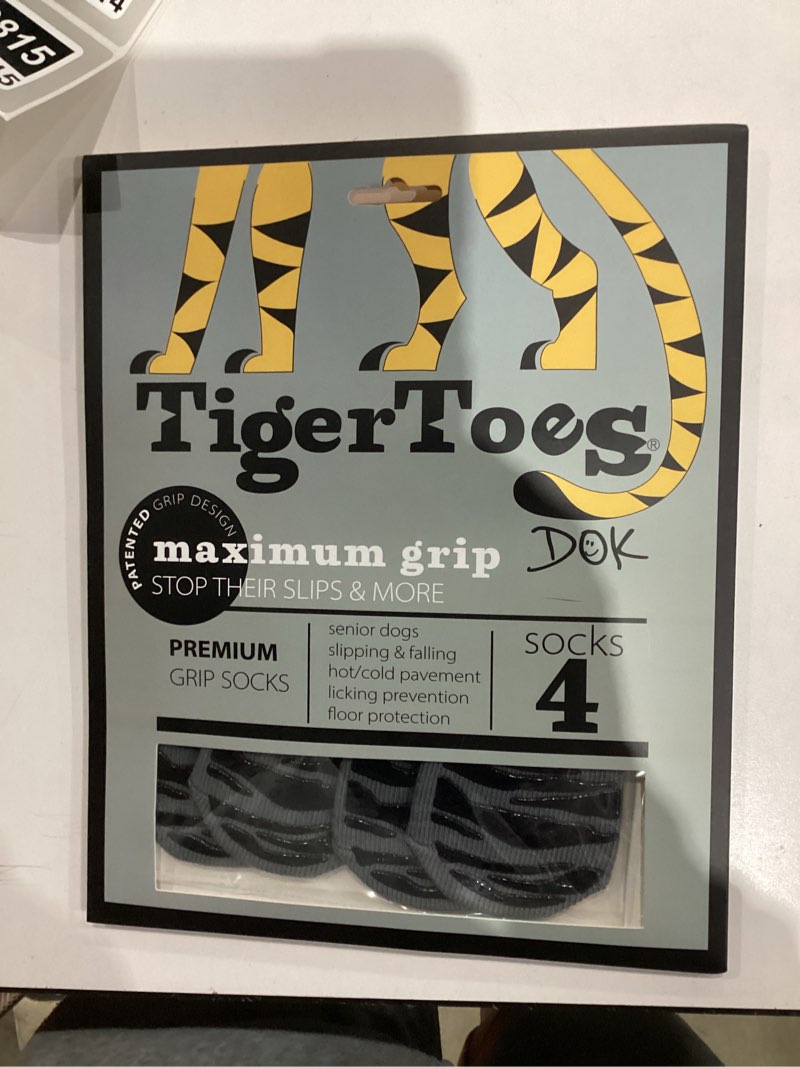 815
TigerToes®
PATENTED GRIP DESIGN
maximum grip
STOP THEIR SLIPS & MORE
DOK
PREMIUM
GRIP SOCKS
senior dogs
slipping & falling
hot/cold pavement
licking prevention
floor protection
SOCKS
4